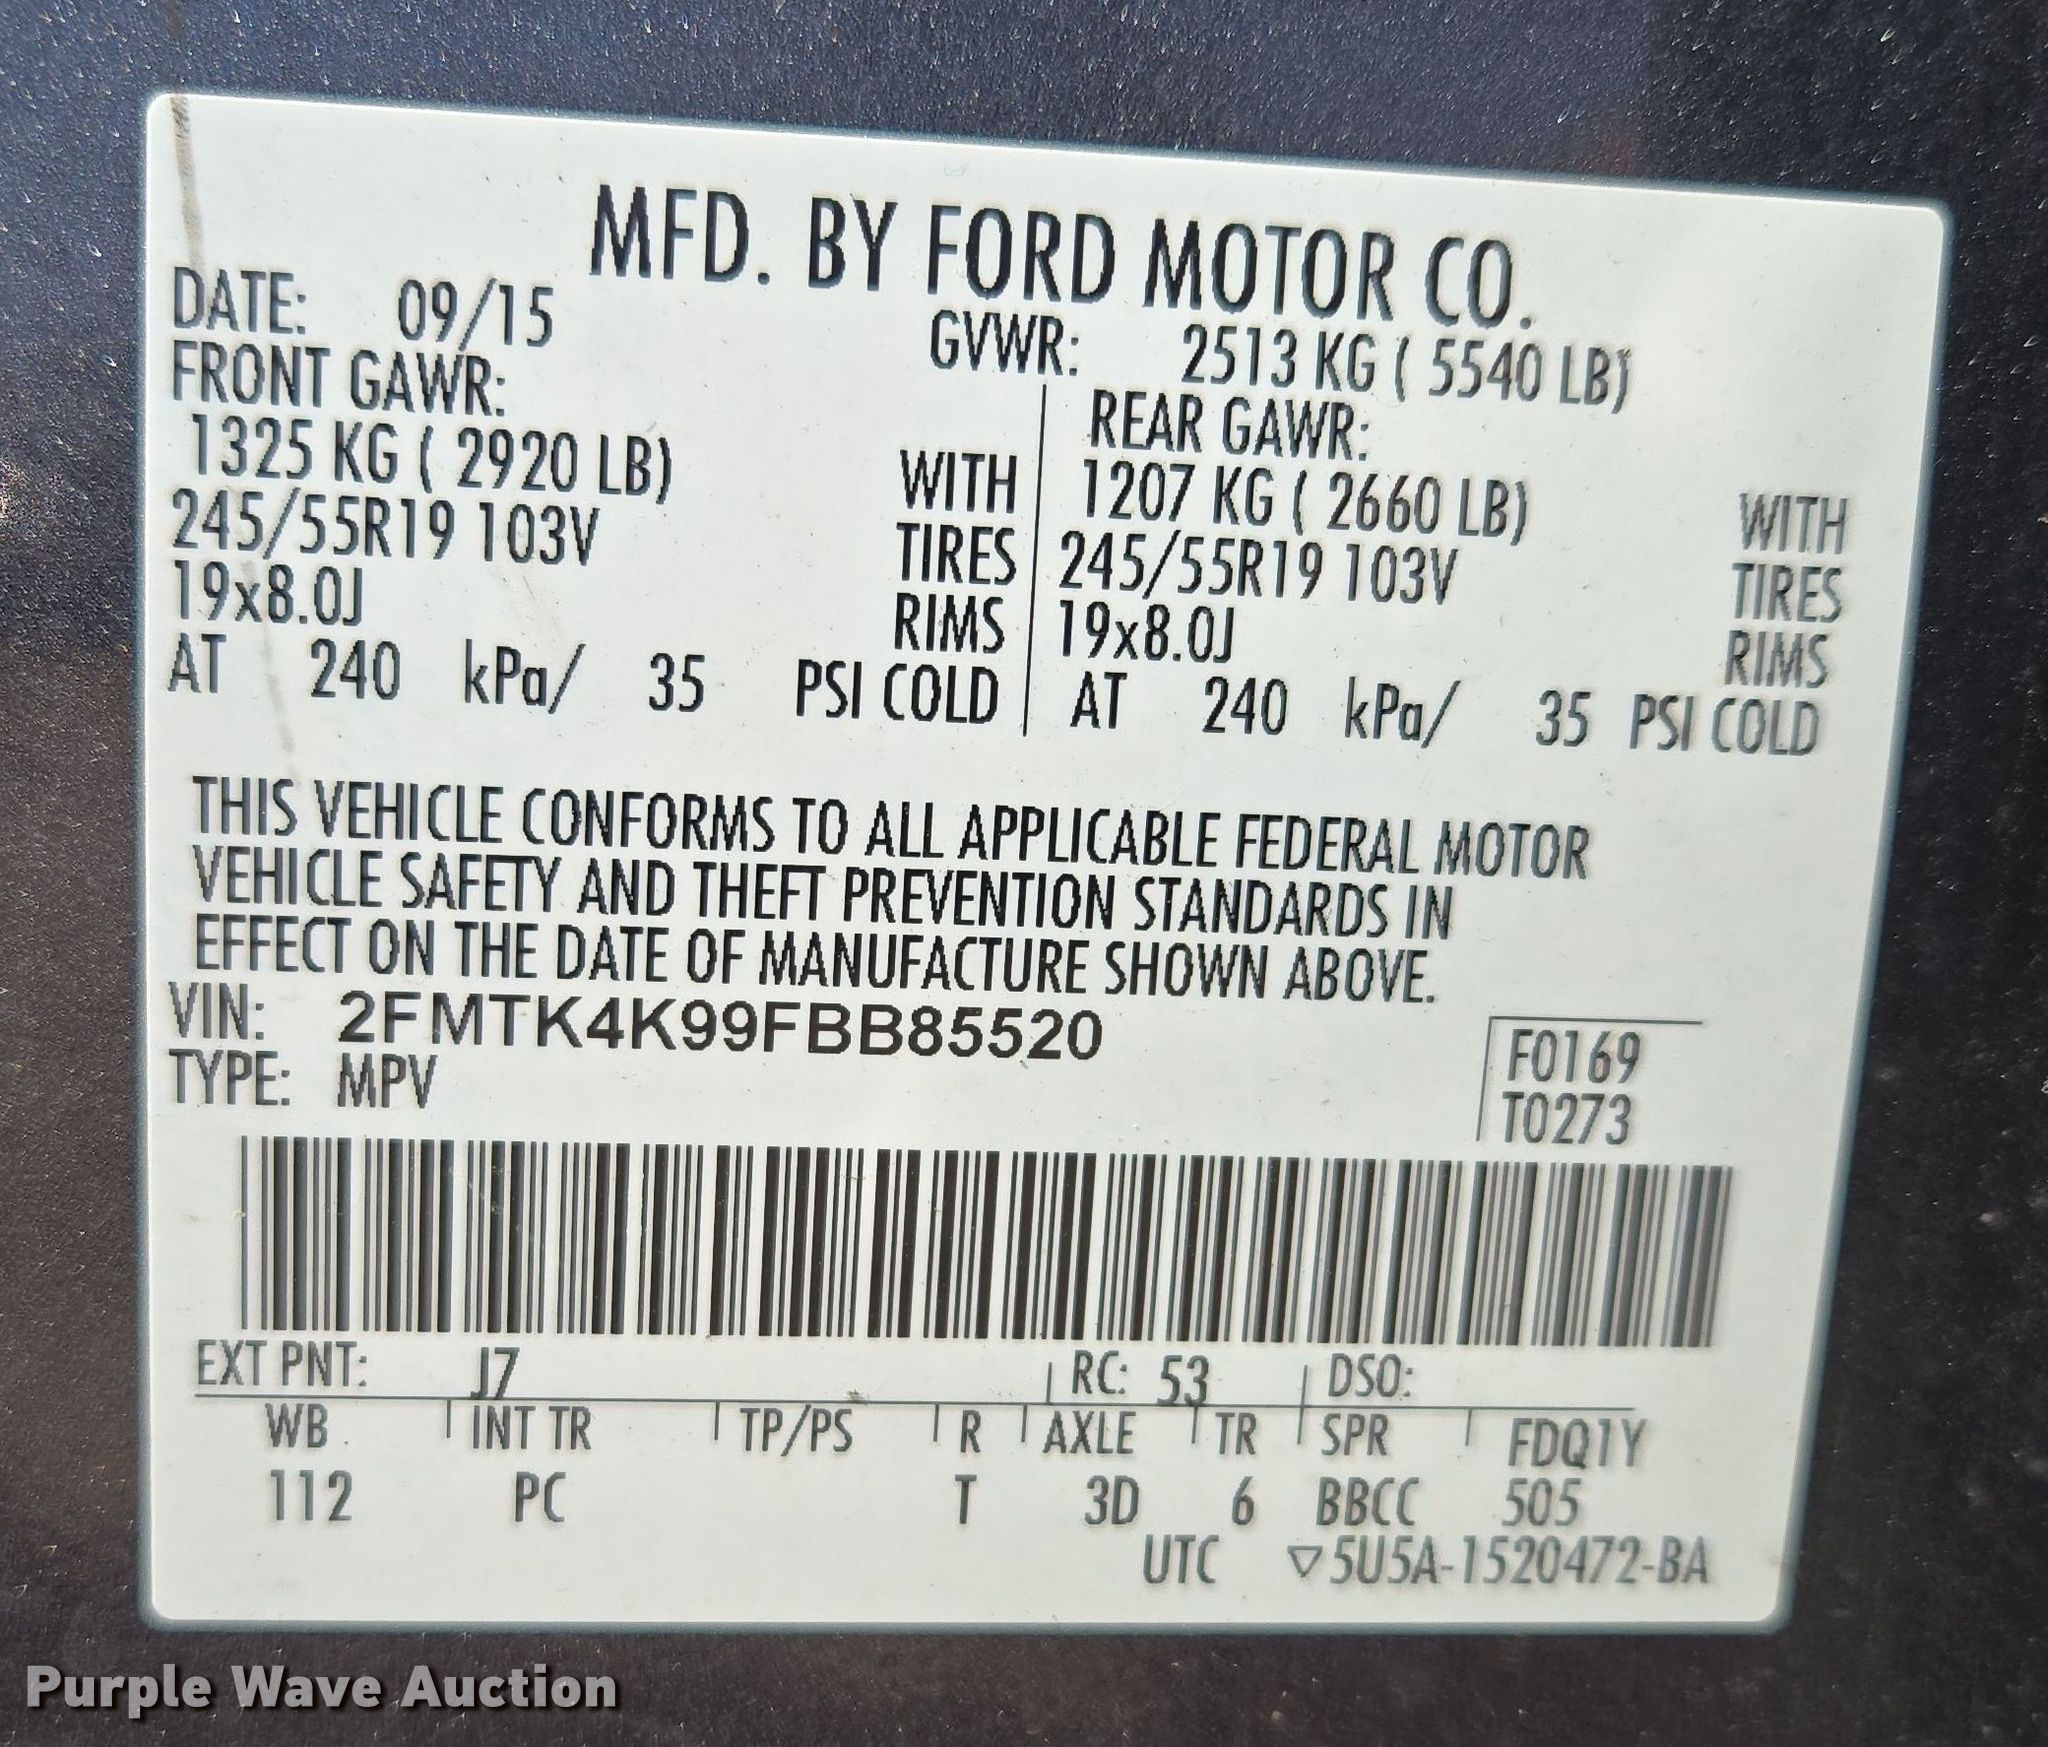 MFD. BY FORD MOTOR CO.
DATE: 09/15 GVWR: 2513 KG ( 5540 LB)
FRONT GAWR: REAR GAWR:
1325 KG ( 2920 LB) WITH 1207 KG ( 2660 LB) WITH
245/55R19 103V TIRES 245/55R19 103V TIRES
19x8.0J RIMS 19x8.0J RIMS
AT 240 kPa/ 35 PSI COLD AT 240 kPa/ 35 PSI COLD
THIS VEHICLE CONFORMS TO ALL APPLICABLE FEDERAL MOTOR
VEHICLE SAFETY AND THEFT PREVENTION STANDARDS IN
EFFECT ON THE DATE OF MANUFACTURE SHOWN ABOVE.
VIN: 2FMTK4K99FBB85520
TYPE: MPV
F0169
T0273
EXT PNT: J7 RC: 53 DSO:
WB INT TR TP/PS R AXLE TR SPR FDQ1Y
112 PC T 3D 6 BBCC 505
UTC ▽5U5A-1520472-BA
Purple Wave Auction